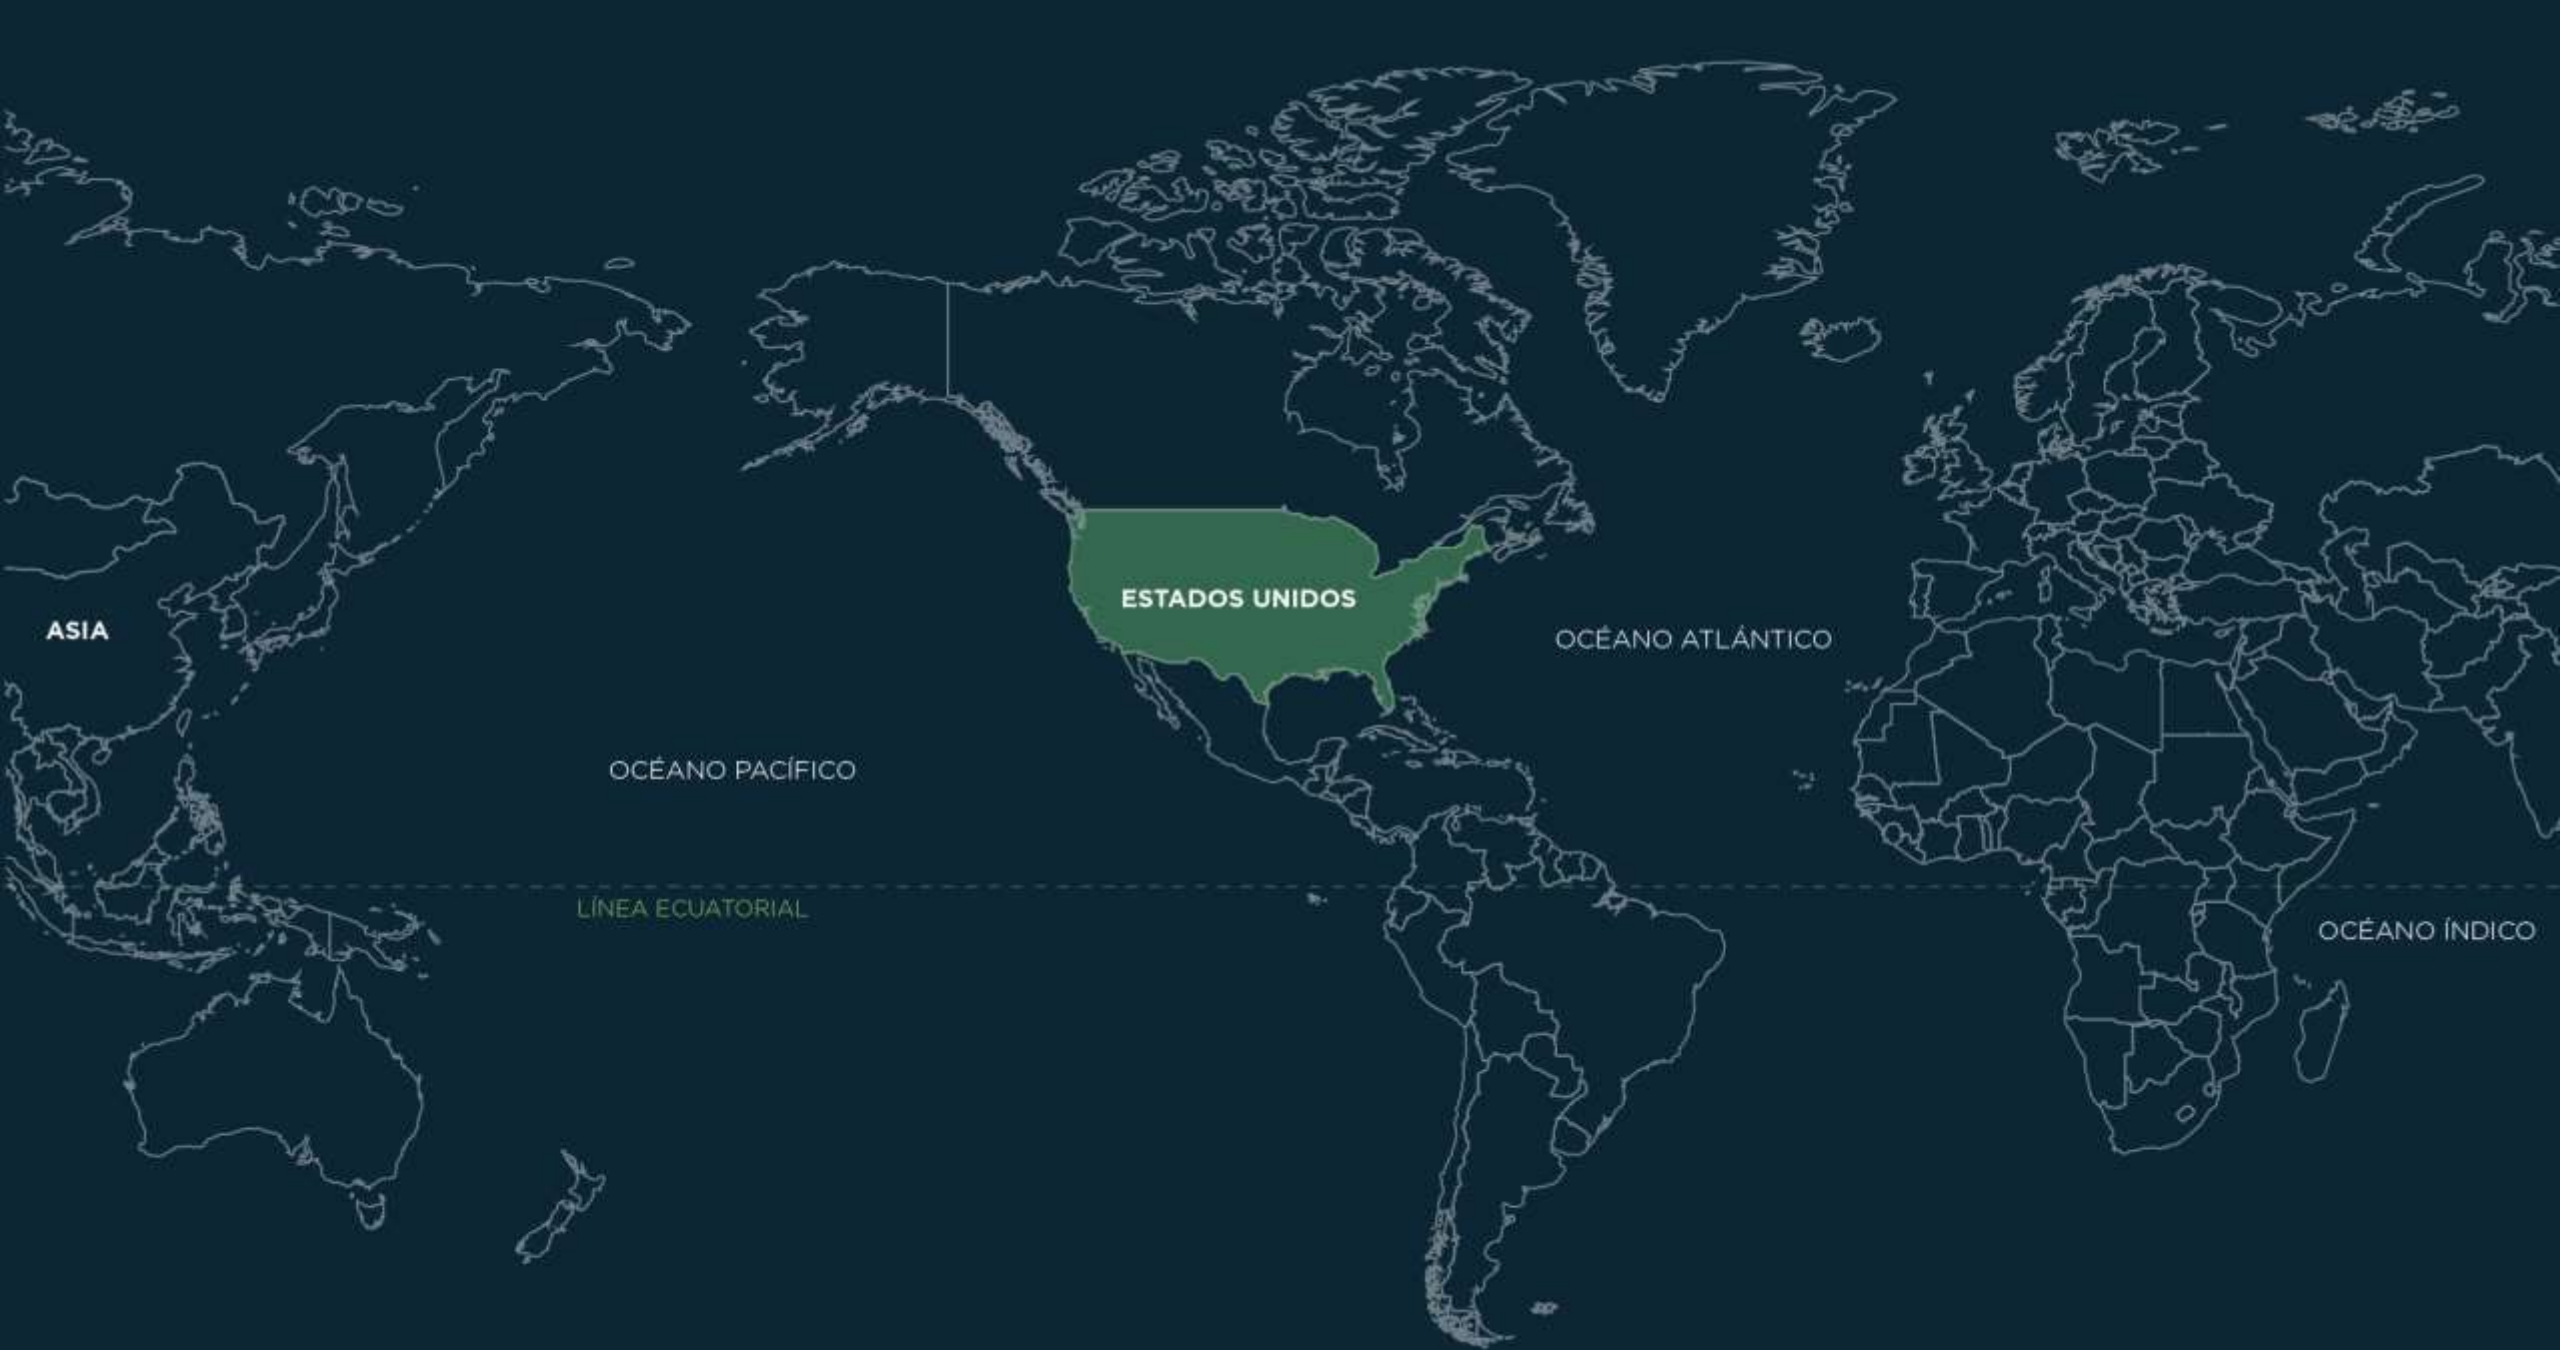 ESTADOS UNIDOS
ASIA
OCÉANO ATLÁNTICO
OCÉANO PACÍFICO
LÍNEA ECUATORIAL
OCÉANO ÍNDICO